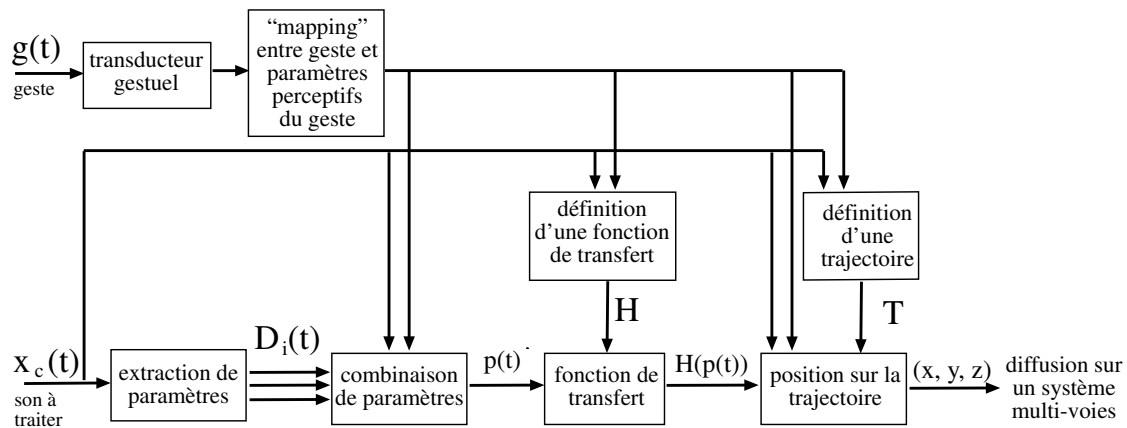 g(t)
geste
transducteur
gestuel
“mapping”
entre geste et
paramètres
perceptifs
du geste
définition
d’une fonction
de transfert
définition
d’une
trajectoire
H
T
x c (t)
son à
traiter
extraction de
paramètres
D i (t)
combinaison
de paramètres
p(t)
fonction de
transfert
H(p(t))
position sur la
trajectoire
(x, y, z)
diffusion sur
un système
multi-voies